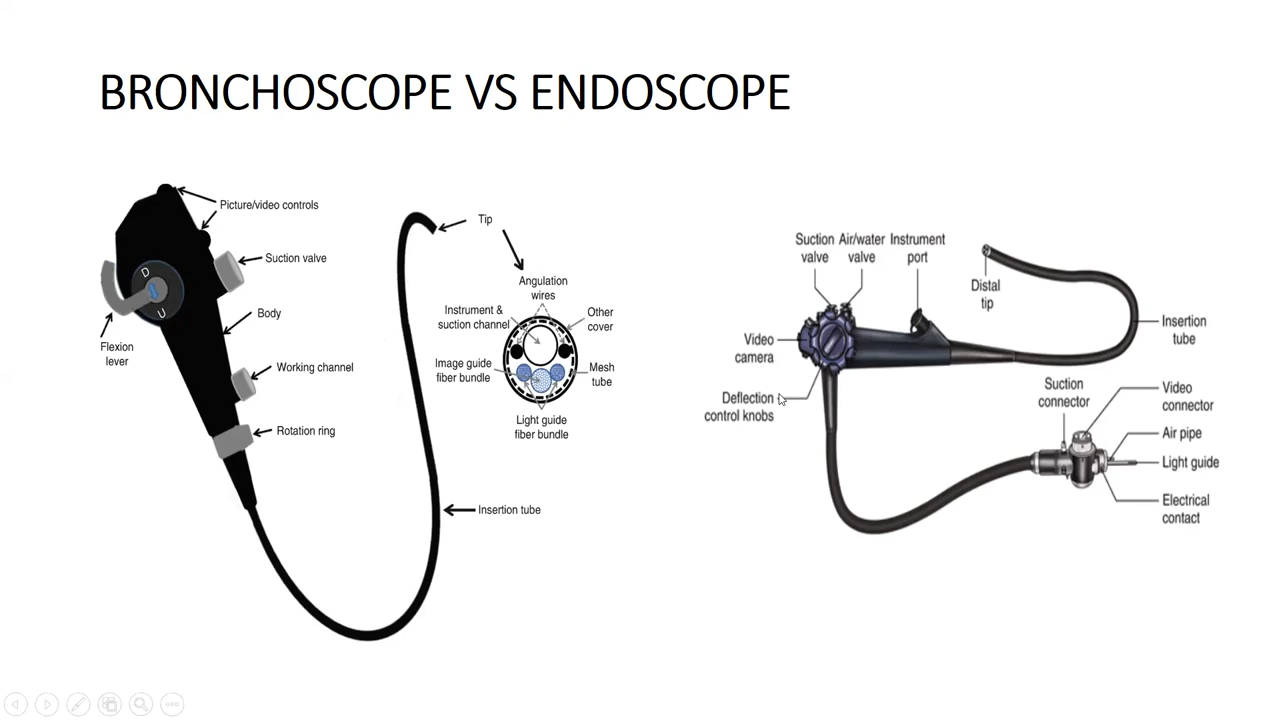 BRONCHOSCOPE VS ENDOSCOPE
Picture/video controls
Suction valve
D
U
Body
Flexion
lever
Working channel
Rotation ring
Tip
Angulation
wires
Instrument &
suction channel
Other
cover
Image guide
fiber bundle
Mesh
tube
Light guide
fiber bundle
Insertion tube
Suction
valve
Air/water
valve
Instrument
port
Distal
tip
Insertion
tube
Video
camera
Deflection
control knobs
Suction
connector
Video
connector
Air pipe
Light guide
Electrical
contact